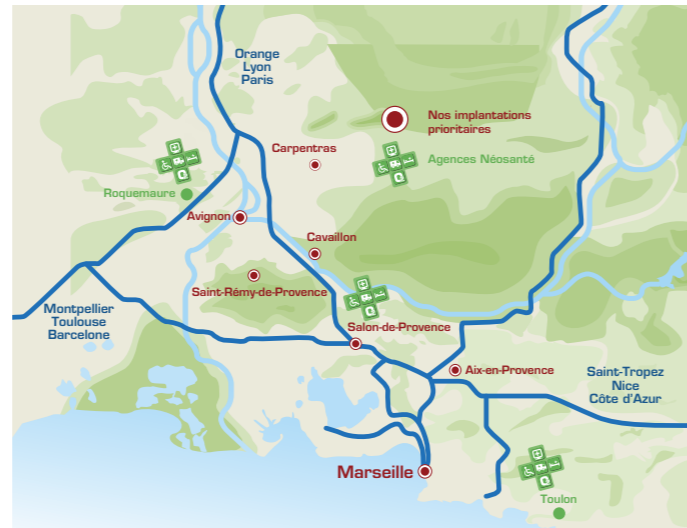 Orange
Lyon
Paris
Nos implantations
prioritaires
Carpentras
Agences Néosanté
Roquemaure
Avignon
Cavaillon
Saint-Rémy-de-Provence
Montpellier
Toulouse
Barcelone
Salon-de-Provence
Aix-en-Provence
Saint-Tropez
Nice
Côte d'Azur
Marseille
Toulon